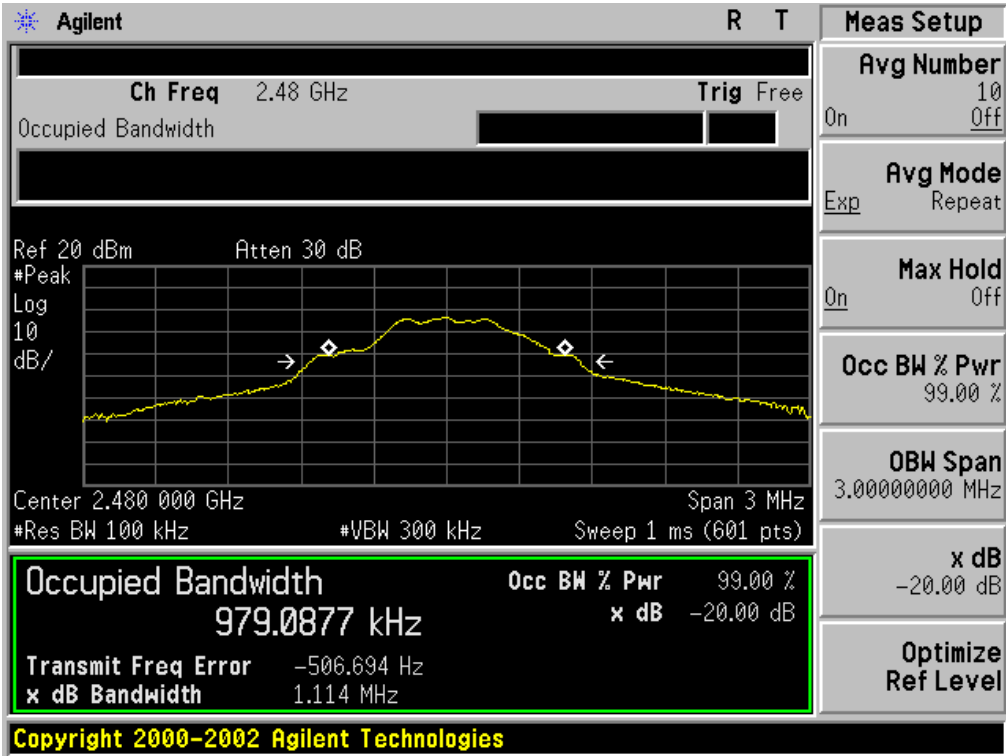 Agilent R T
Ch Freq 2.48 GHz Trig Free
Occupied Bandwidth
Ref 20 dBm Atten 30 dB
#Peak
Log
10
dB/
Center 2.480 000 GHz Span 3 MHz
#Res BW 100 kHz #VBW 300 kHz Sweep 1 ms (601 pts)
Occupied Bandwidth Occ BW % Pwr 99.00 %
979.0877 kHz x dB -20.00 dB
Transmit Freq Error -506.694 Hz
x dB Bandwidth 1.114 MHz
Copyright 2000-2002 Agilent Technologies
Meas Setup
Avg Number
10
On Off
Avg Mode
Exp Repeat
Max Hold
On Off
Occ BW % Pwr
99.00 %
OBW Span
3.00000000 MHz
x dB
-20.00 dB
Optimize
Ref Level